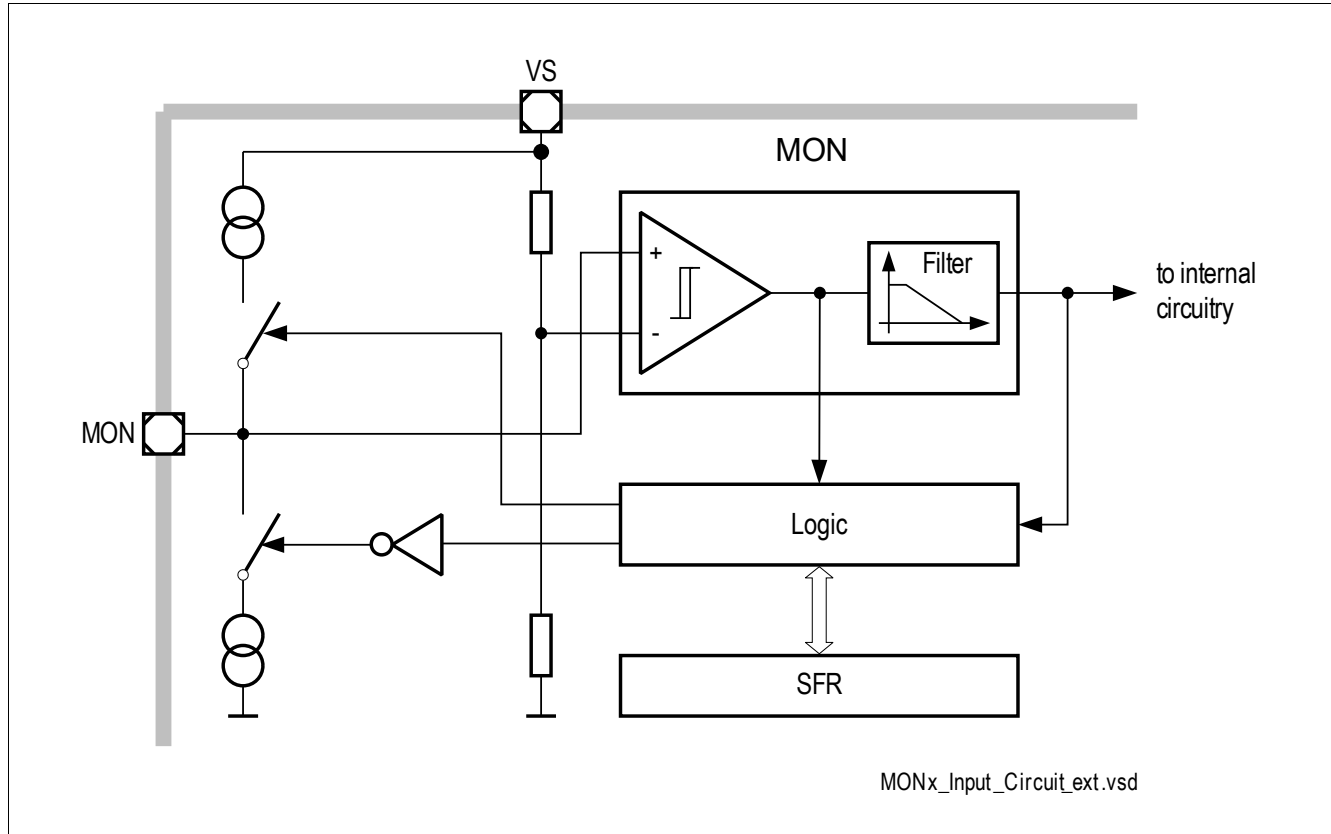 VS
MON
+
Filter
-
to internal
circuitry
MON
Logic
SFR
MONx_Input_Circuit_ext.vsd